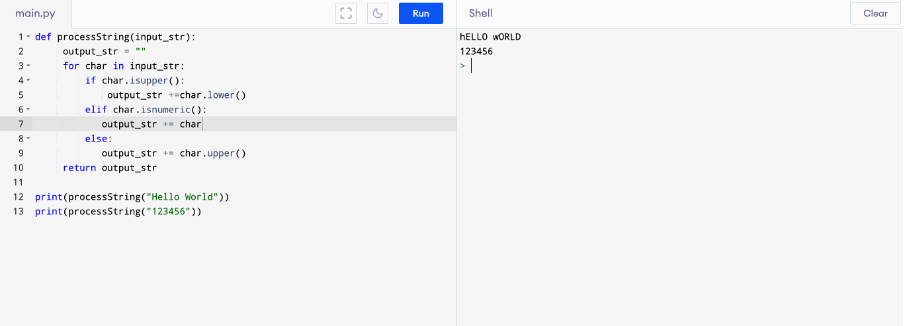 main.py Run Shell Clear
1 def processString(input_str):
2     output_str = ""
3     for char in input_str:
4         if char.isupper():
5             output_str +=char.lower()
6         elif char.isnumeric():
7            output_str += char
8         else:
9            output_str += char.upper()
10     return output_str
11
12 print(processString("Hello World"))
13 print(processString("123456"))
hELLO wORLD
123456
>